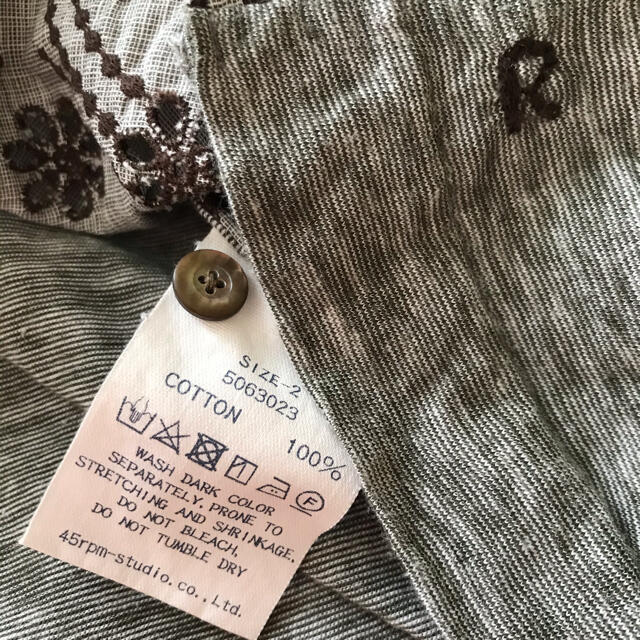 R
SIZE-2
5063023
COTTON 100%
F
WASH DARK COLOR
SEPARATELY. PRONE TO
STRETCHING AND SHRINKAGE.
DO NOT BLEACH.
DO NOT TUMBLE DRY
45rpm-studio.co.,Ltd.